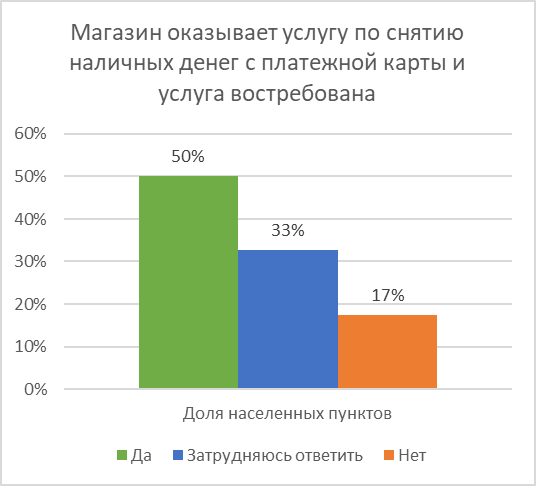 Магазин оказывает услугу по снятию
наличных денег с платежной карты и
услуга востребована
60%
50%
40%
30%
20%
10%
0%
50%
33%
17%
Доля населенных пунктов
Да
Затрудняюсь ответить
Нет